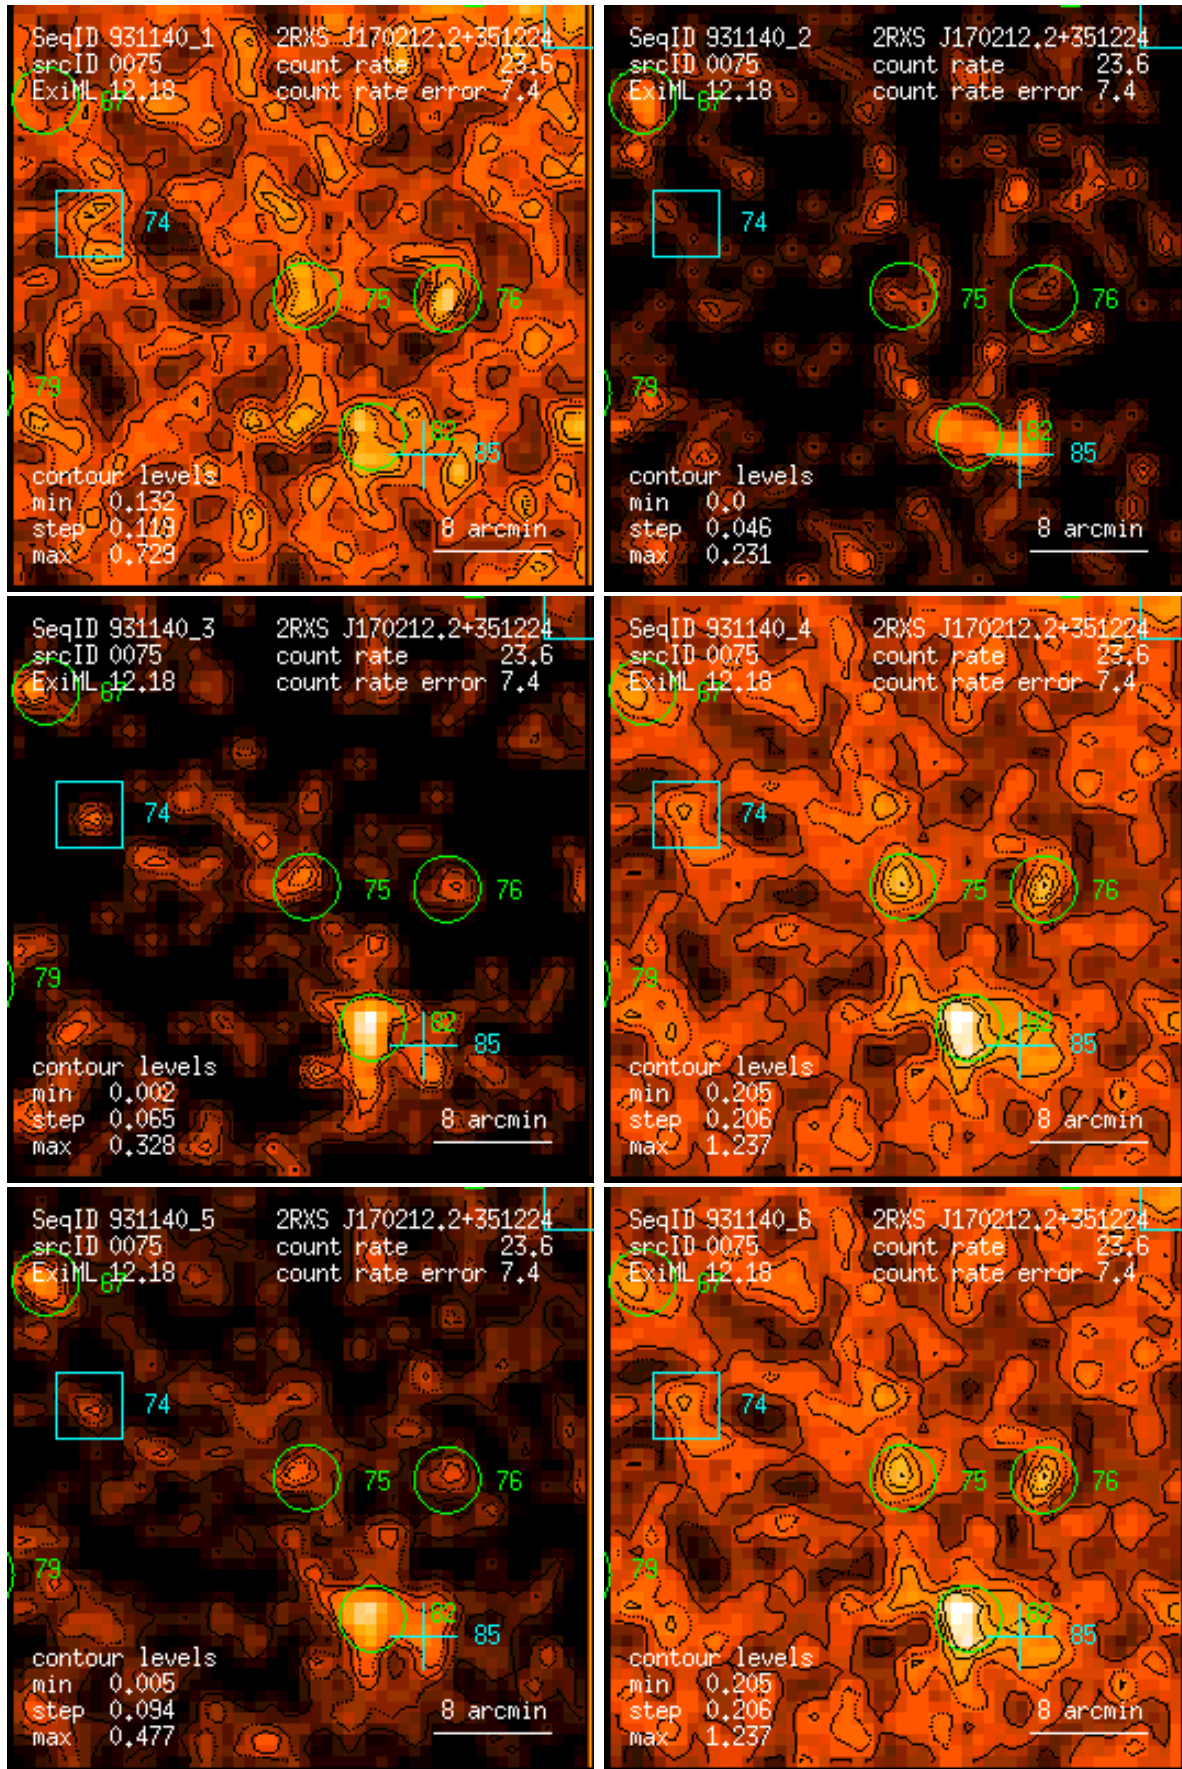 SeqID 931140_1 2RXS J170212.2+351224
srcID 0075 count rate 23.6
ExiML 12.18 count rate error 7.4
67
74
75 76
79
82
85
contour levels
min 0.132
step 0.119 8 arcmin
max 0.729
SeqID 931140_2 2RXS J170212.2+351224
srcID 0075 count rate 23.6
ExiML 12.18 count rate error 7.4
67
74
75 76
79
82
85
contour levels
min 0.0
step 0.046 8 arcmin
max 0.231
SeqID 931140_3 2RXS J170212.2+351224
srcID 0075 count rate 23.6
ExiML 12.18 count rate error 7.4
67
74
75 76
79
82
85
contour levels
min 0.002
step 0.065 8 arcmin
max 0.328
SeqID 931140_4 2RXS J170212.2+351224
srcID 0075 count rate 23.6
ExiML 12.18 count rate error 7.4
67
74
75 76
79
82
85
contour levels
min 0.205
step 0.206 8 arcmin
max 1.237
SeqID 931140_5 2RXS J170212.2+351224
srcID 0075 count rate 23.6
ExiML 12.18 count rate error 7.4
67
74
75 76
79
82
85
contour levels
min 0.005
step 0.094 8 arcmin
max 0.477
SeqID 931140_6 2RXS J170212.2+351224
srcID 0075 count rate 23.6
ExiML 12.18 count rate error 7.4
67
74
75 76
79
82
85
contour levels
min 0.205
step 0.206 8 arcmin
max 1.237